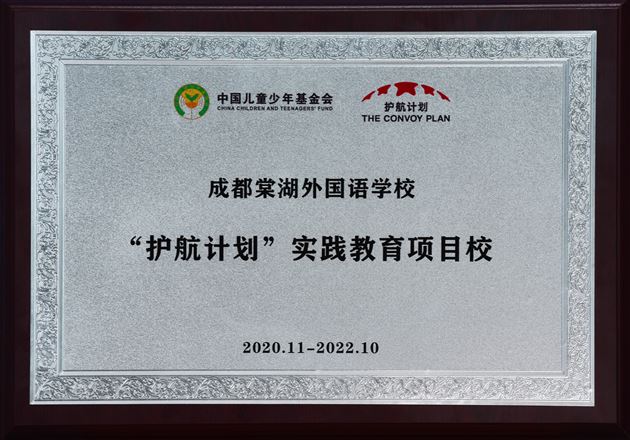 中国儿童少年基金会
CHINA CHILDREN AND TEENAGERS' FUND
护航计划
THE CONVOY PLAN
成都棠湖外国语学校
“护航计划”实践教育项目校
2020.11-2022.10